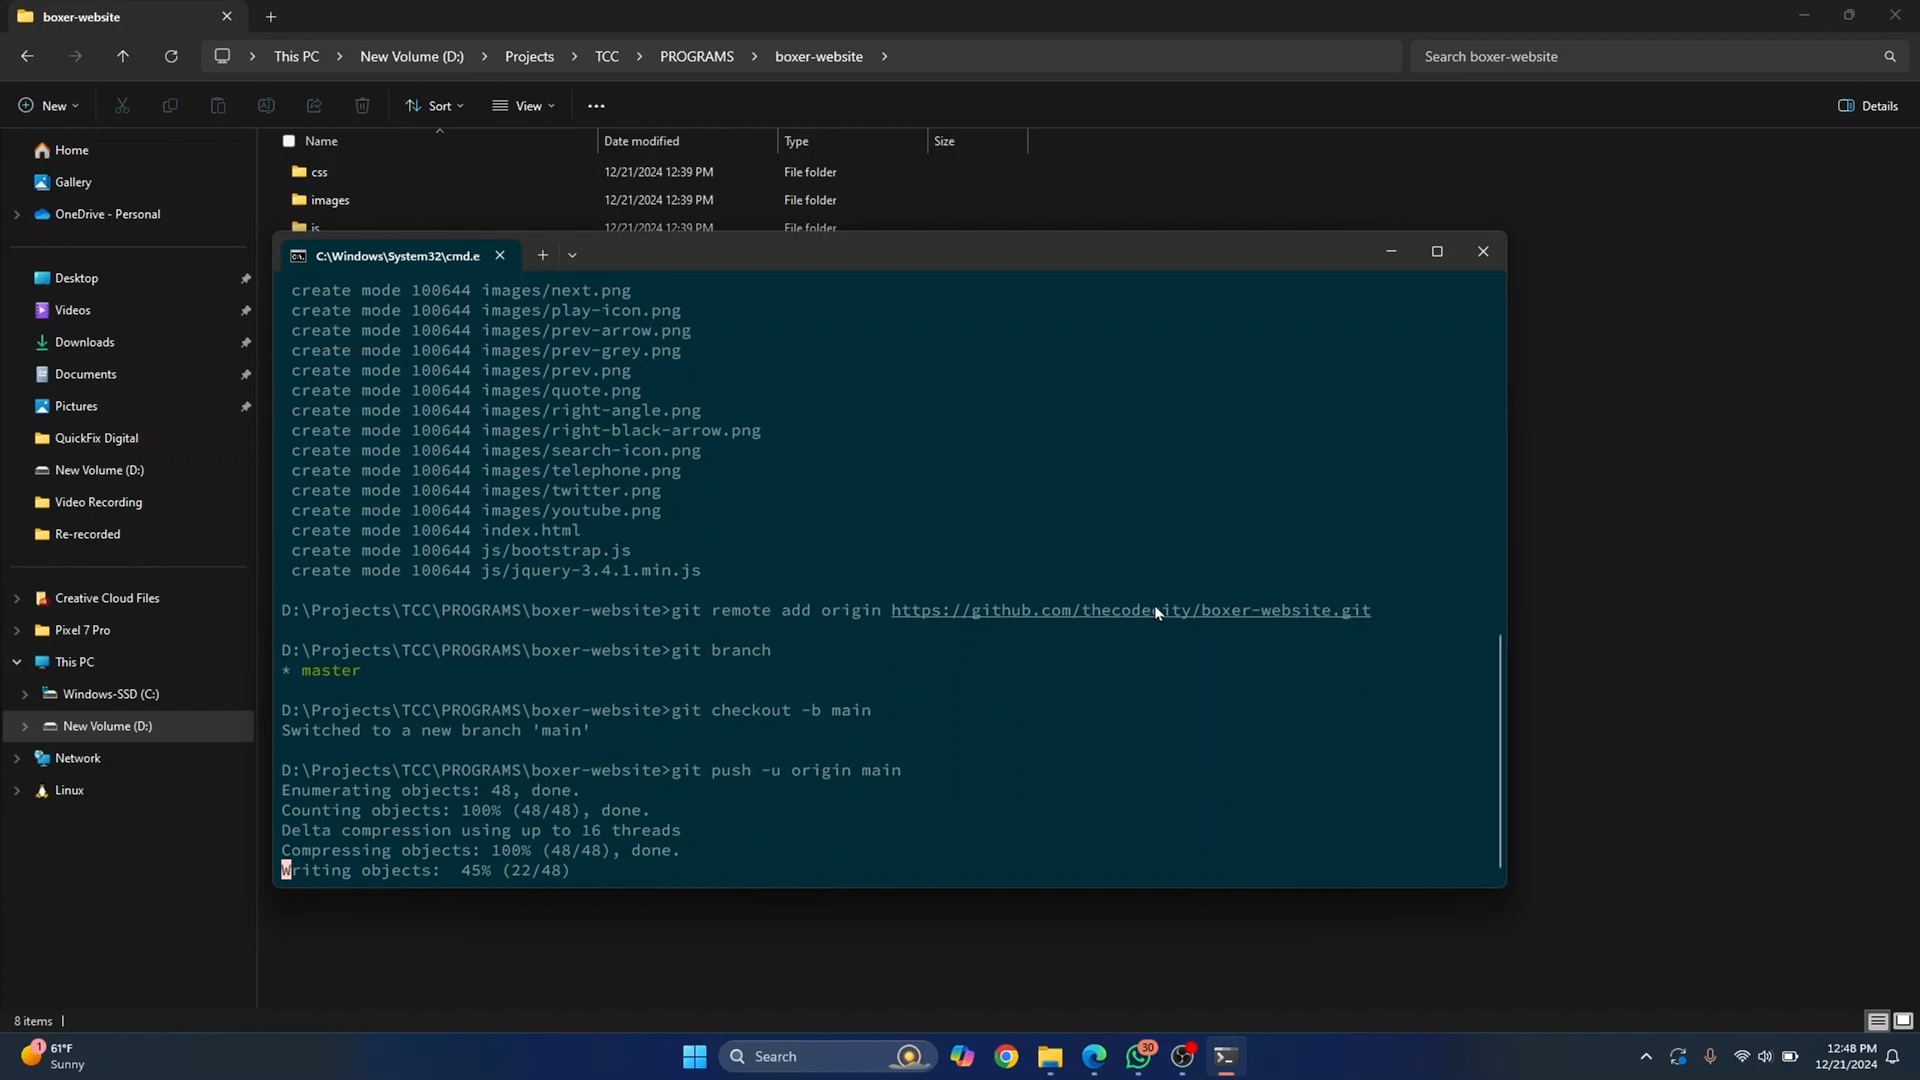 boxer-website
This PC > New Volume (D:) > Projects > TCC > PROGRAMS > boxer-website >
Search boxer-website
New
Sort
View
Details
Name
Date modified
Type
Size
css
12/21/2024 12:39 PM
File folder
images
12/21/2024 12:39 PM
File folder
js
12/21/2024 12:39 PM
File folder
Home
Gallery
OneDrive - Personal
Desktop
Videos
Downloads
Documents
Pictures
QuickFix Digital
New Volume (D:)
Video Recording
Re-recorded
Creative Cloud Files
Pixel 7 Pro
This PC
Windows-SSD (C:)
New Volume (D:)
Network
Linux
C:\Windows\System32\cmd.e
create mode 100644 images/next.png
create mode 100644 images/play-icon.png
create mode 100644 images/prev-arrow.png
create mode 100644 images/prev-grey.png
create mode 100644 images/prev.png
create mode 100644 images/quote.png
create mode 100644 images/right-angle.png
create mode 100644 images/right-black-arrow.png
create mode 100644 images/search-icon.png
create mode 100644 images/telephone.png
create mode 100644 images/twitter.png
create mode 100644 images/youtube.png
create mode 100644 index.html
create mode 100644 js/bootstrap.js
create mode 100644 js/jquery-3.4.1.min.js
D:\Projects\TCC\PROGRAMS\boxer-website>git remote add origin https://github.com/thecodecity/boxer-website.git
D:\Projects\TCC\PROGRAMS\boxer-website>git branch
* master
D:\Projects\TCC\PROGRAMS\boxer-website>git checkout -b main
Switched to a new branch 'main'
D:\Projects\TCC\PROGRAMS\boxer-website>git push -u origin main
Enumerating objects: 48, done.
Counting objects: 100% (48/48), done.
Delta compression using up to 16 threads
Compressing objects: 100% (48/48), done.
Writing objects: 45% (22/48)
8 items
1
61°F
Sunny
Search
30
12:48 PM
12/21/2024